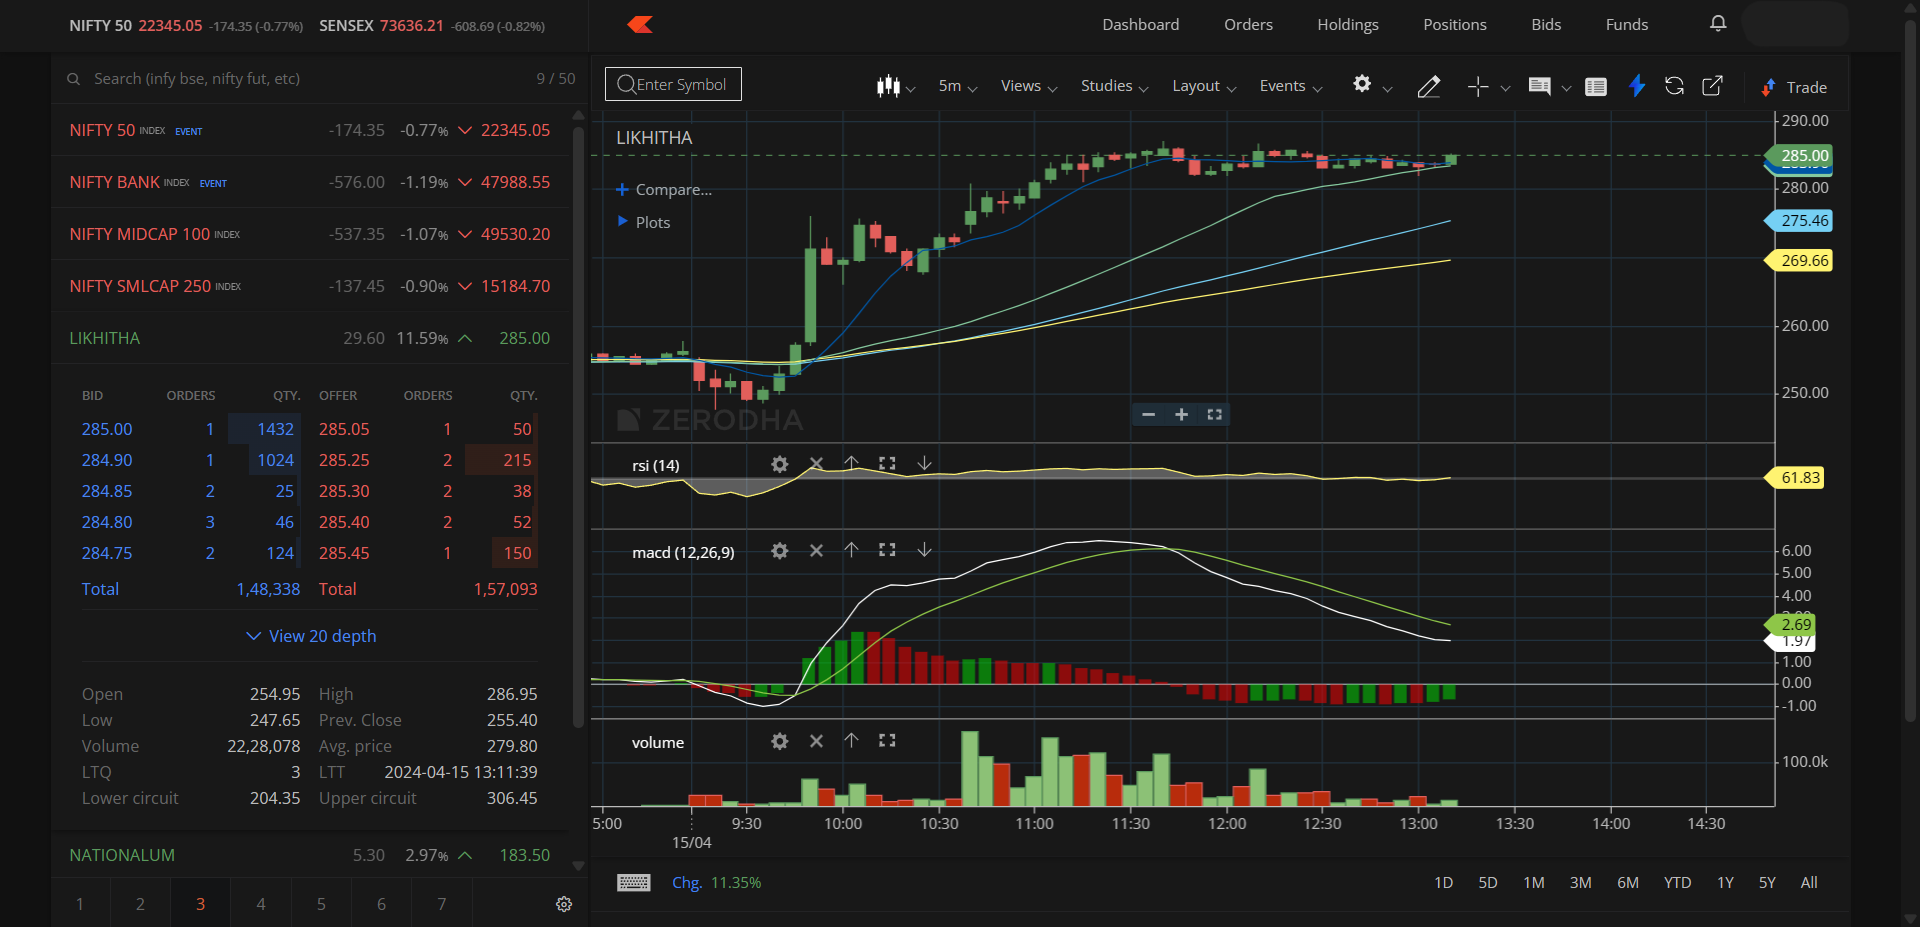 NIFTY 50 22345.05 -174.35 (-0.77%) SENSEX 73636.21 -608.69 (-0.82%)
Dashboard Orders Holdings Positions Bids Funds
Search (infy bse, nifty fut, etc) 9 / 50
NIFTY 50 INDEX EVENT -174.35 -0.77% 22345.05
NIFTY BANK INDEX EVENT -576.00 -1.19% 47988.55
NIFTY MIDCAP 100 INDEX -537.35 -1.07% 49530.20
NIFTY SMLCAP 250 INDEX -137.45 -0.90% 15184.70
LIKHITHA 29.60 11.59% 285.00
BID ORDERS QTY. OFFER ORDERS QTY.
285.00 1 1432 285.05 1 50
284.90 1 1024 285.25 2 215
284.85 2 25 285.30 2 38
284.80 3 46 285.40 2 52
284.75 2 124 285.45 1 150
Total 1,48,338 Total 1,57,093
View 20 depth
Open 254.95 High 286.95
Low 247.65 Prev. Close 255.40
Volume 22,28,078 Avg. price 279.80
LTQ 3 LTT 2024-04-15 13:11:39
Lower circuit 204.35 Upper circuit 306.45
NATIONALUM 5.30 2.97% 183.50
1 2 3 4 5 6 7
Enter Symbol 5m Views Studies Layout Events Trade
LIKHITHA
Compare...
Plots
290.00
285.00
280.00
275.46
269.66
260.00
250.00
ZERODHA
rsi (14)
61.83
macd (12,26,9)
6.00
5.00
4.00
2.69
1.97
1.00
0.00
-1.00
volume
100.0k
5:00 9:30 10:00 10:30 11:00 11:30 12:00 12:30 13:00 13:30 14:00 14:30
15/04
Chg. 11.35% 1D 5D 1M 3M 6M YTD 1Y 5Y All